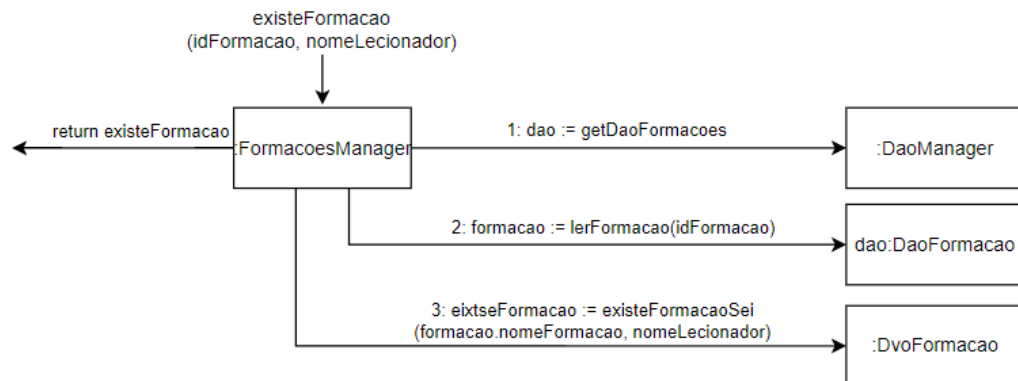 existeFormacao
(idFormacao, nomeLecionador)
return existeFormacao
:FormacoesManager
1: dao := getDaoFormacoes
:DaoManager
2: formacao := lerFormacao(idFormacao)
dao:DaoFormacao
3: eixtseFormacao := existeFormacaoSei
(formacao.nomeFormacao, nomeLecionador)
:DvoFormacao